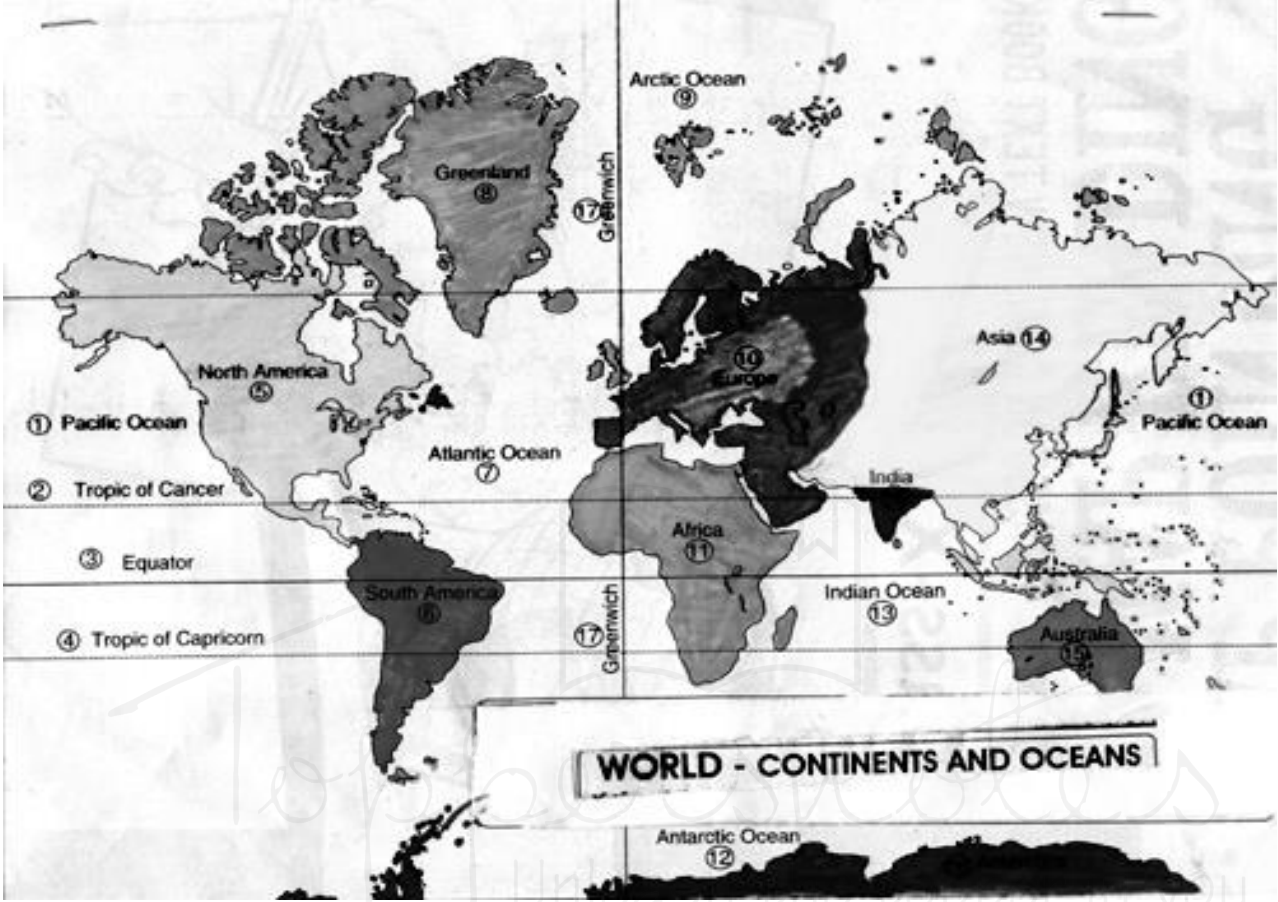 Arctic Ocean
9
Greenland
8
17
Greenwich
Asia 14
10
Europe
North America
5
1 Pacific Ocean
1
Pacific Ocean
Atlantic Ocean
7
2 Tropic of Cancer
India
Africa
11
3 Equator
South America
6
Indian Ocean
13
17
Greenwich
4 Tropic of Capricorn
Australia
15
WORLD - CONTINENTS AND OCEANS
Antarctic Ocean
12
Toppersnotes